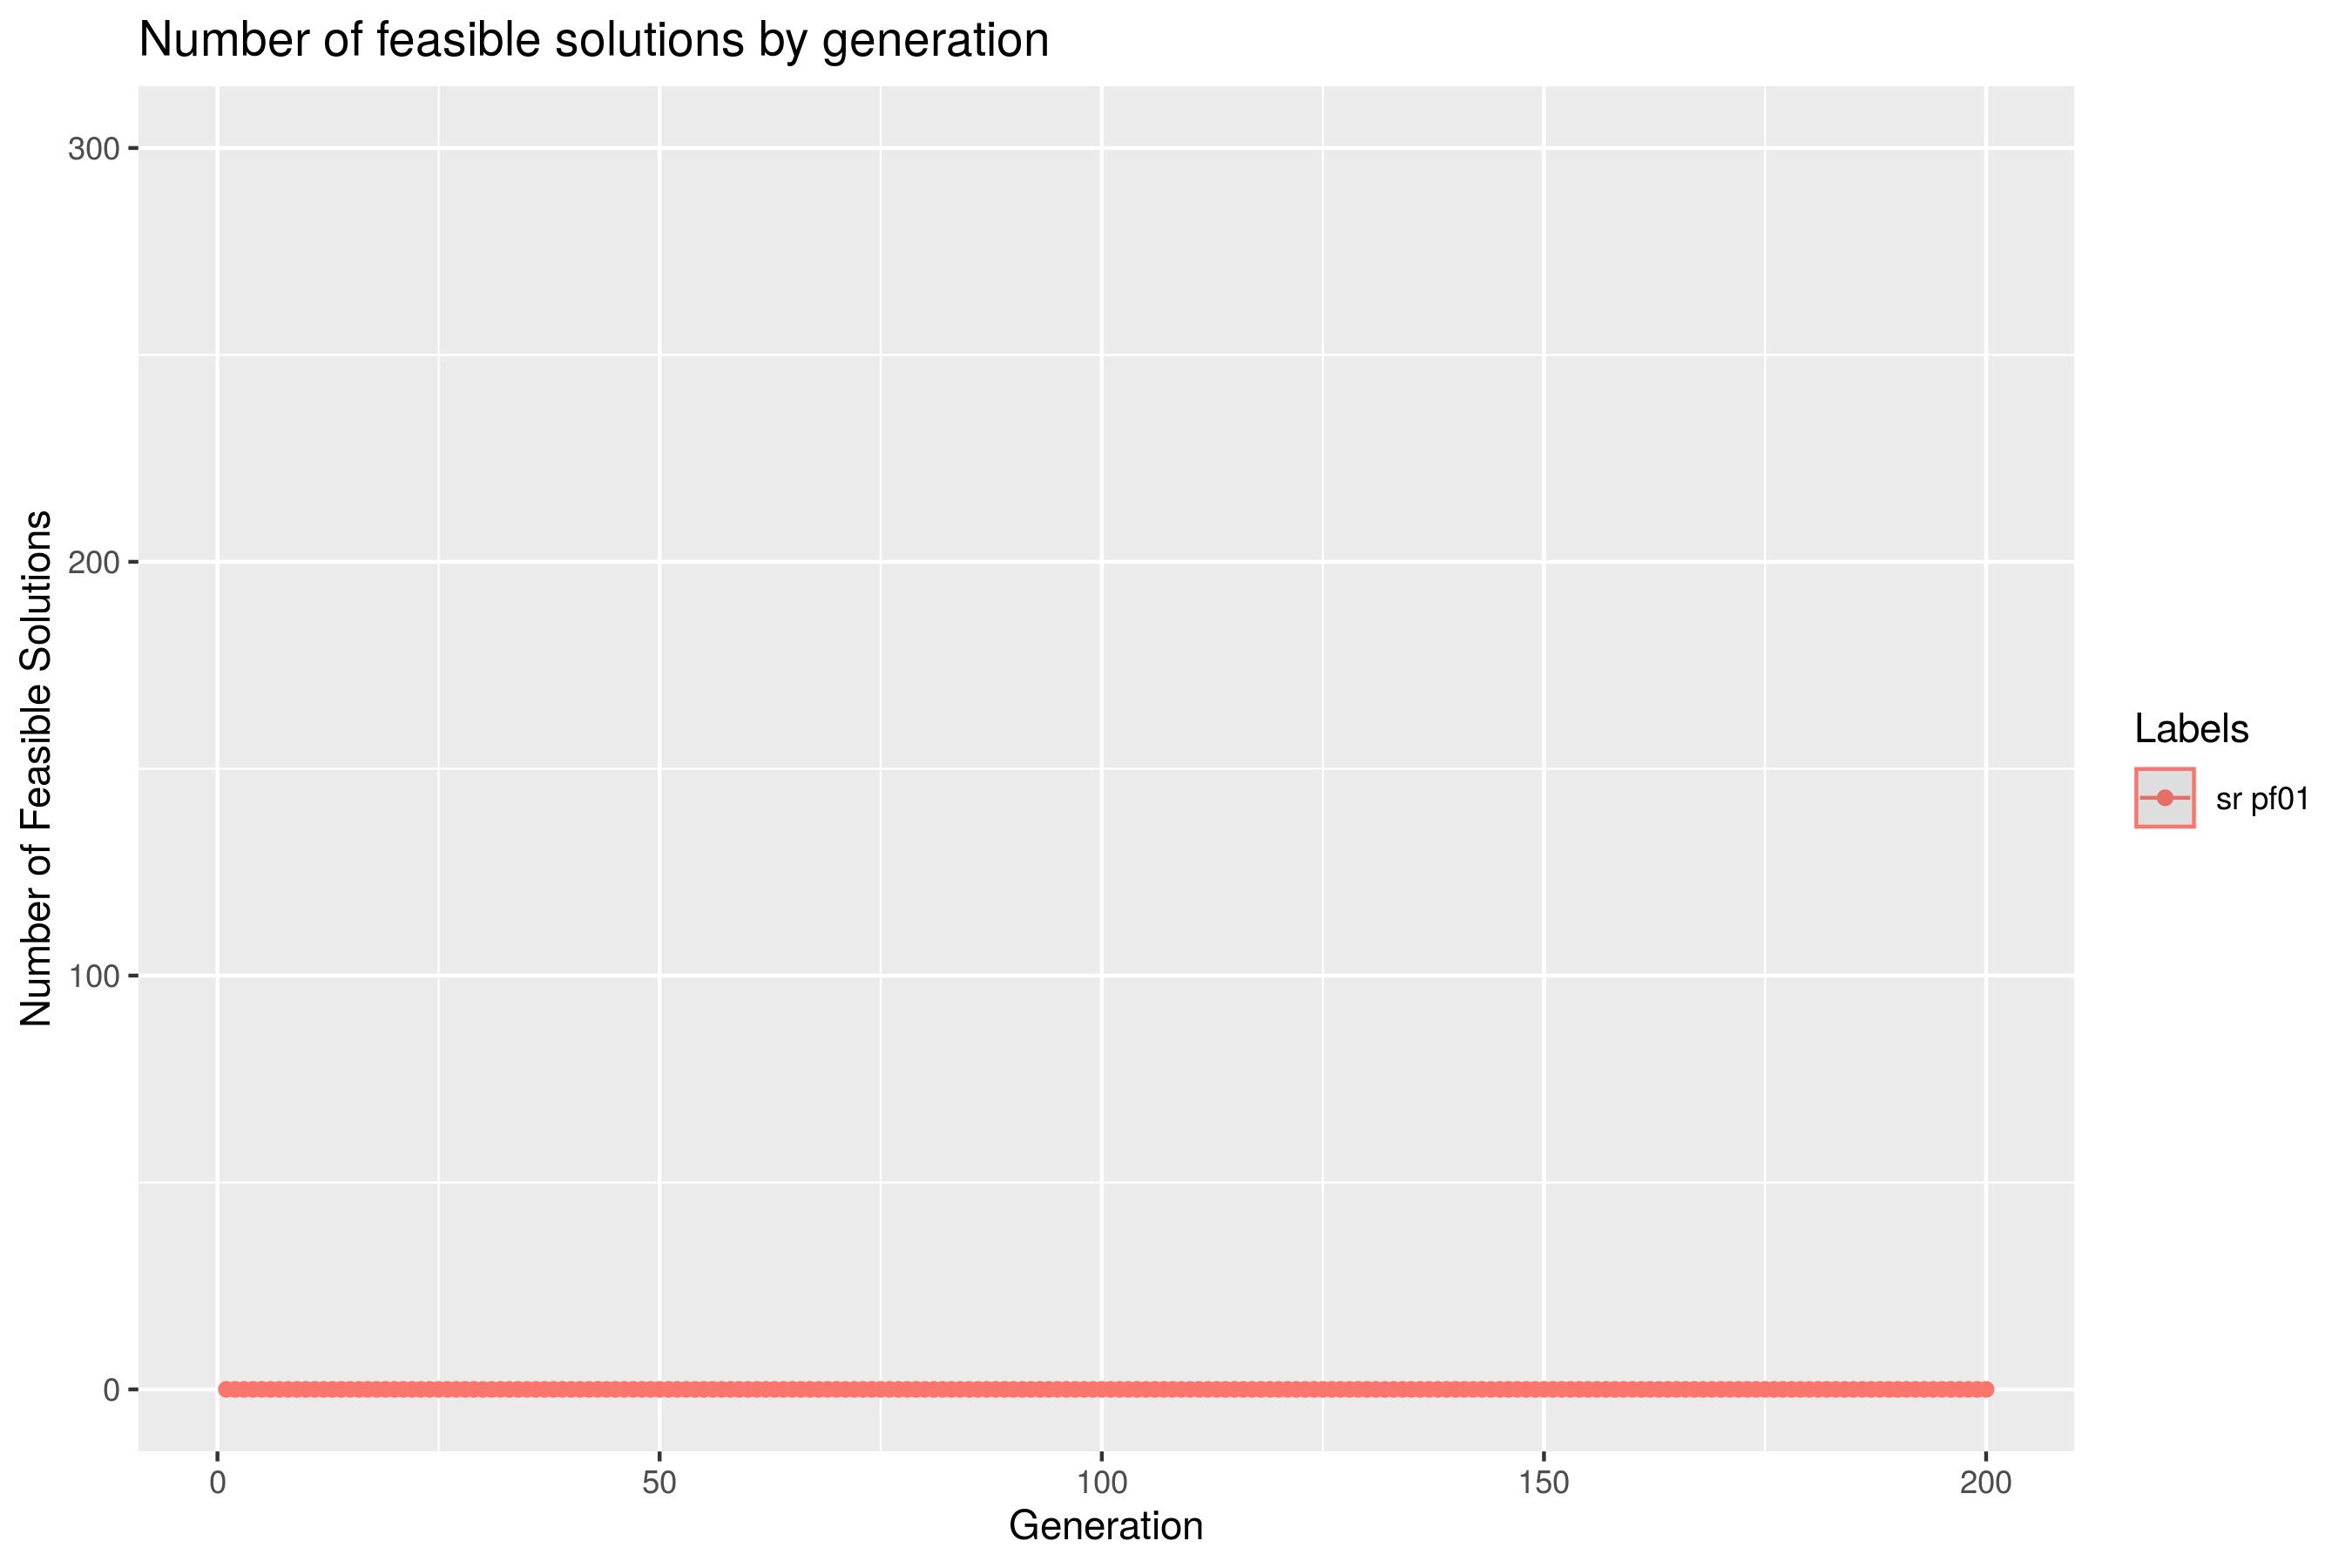 Number of feasible solutions by generation
Number of Feasible Solutions
300
200
100
0
0
50
100
150
200
Generation
Labels
sr pf01